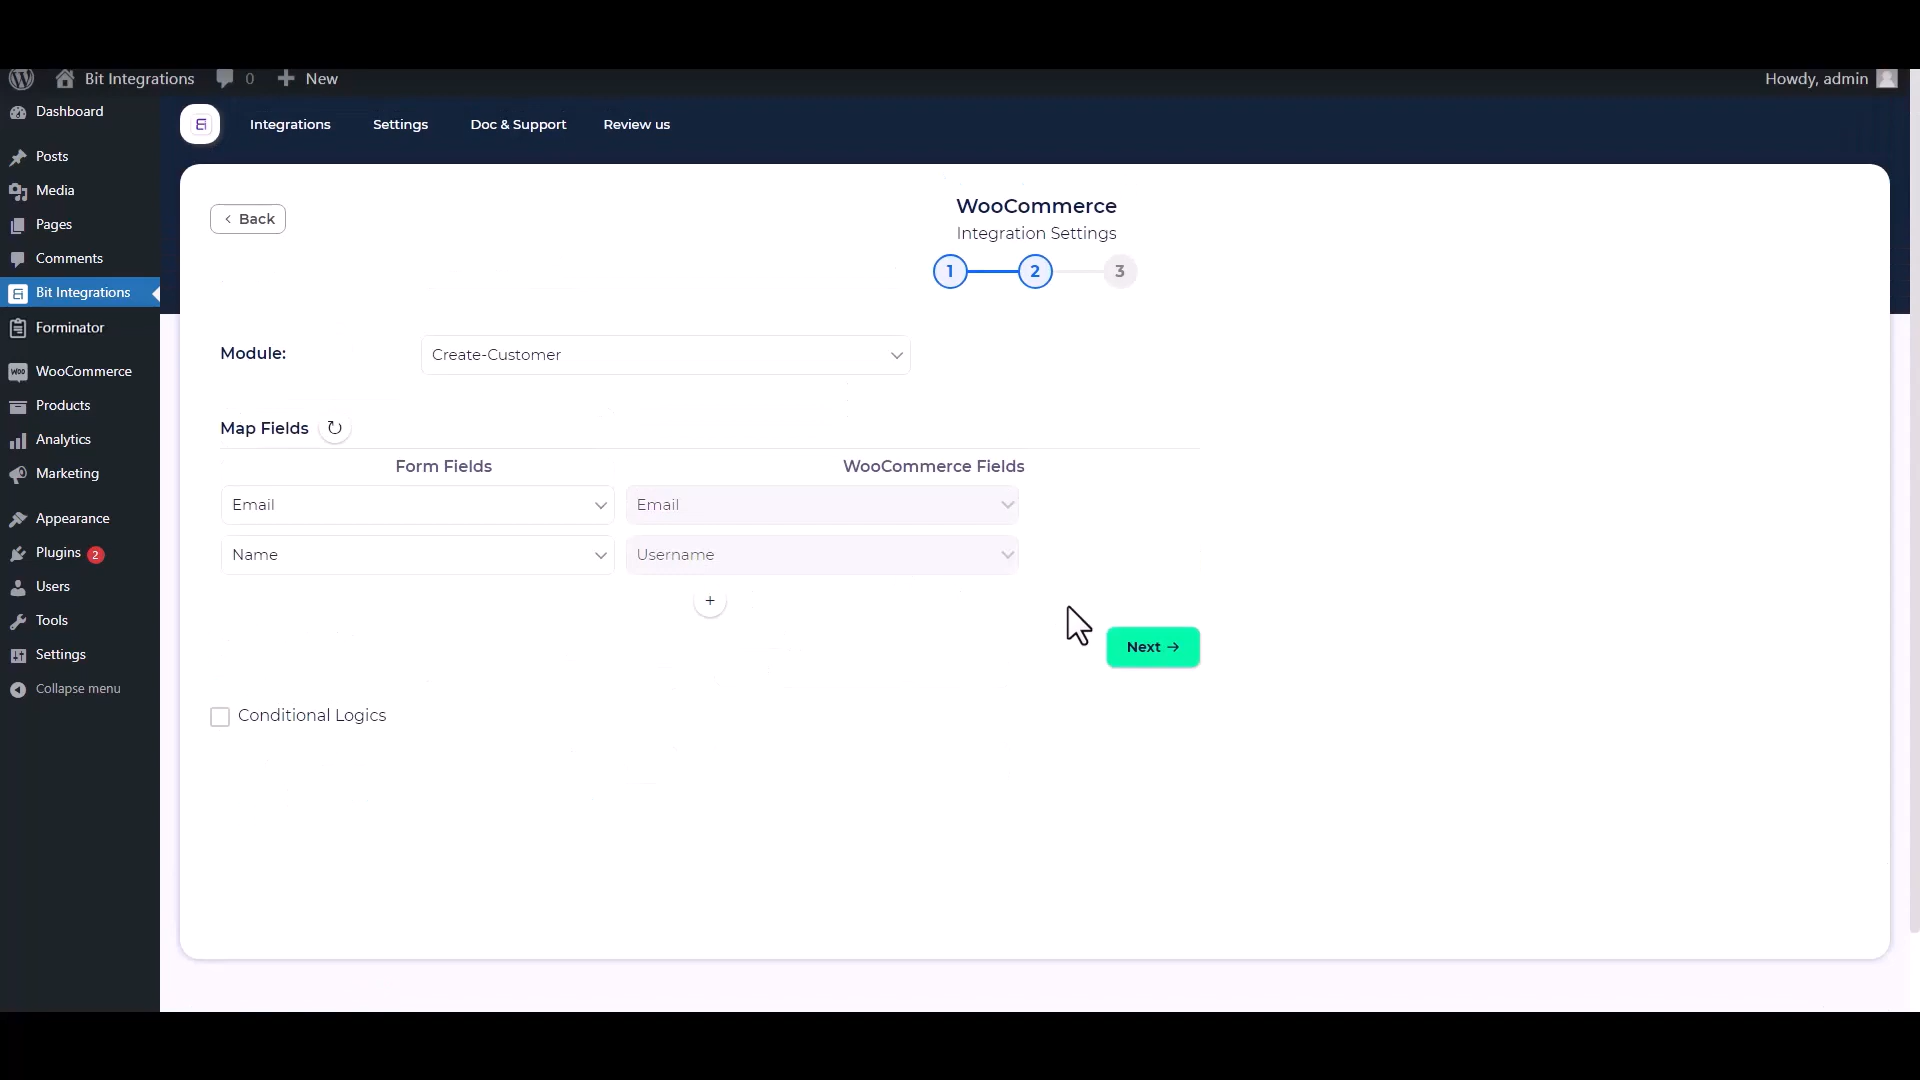 Bit Integrations 0 New Howdy, admin
Integrations Settings Doc & Support Review us
Dashboard
Posts
Media
Pages
Comments
Bit Integrations
Forminator
WooCommerce
Products
Analytics
Marketing
Appearance
Plugins 2
Users
Tools
Settings
Collapse menu
Back
WooCommerce
Integration Settings
1 2 3
Module: Create-Customer
Map Fields
Form Fields WooCommerce Fields
Email Email
Name Username
+
Next →
Conditional Logics